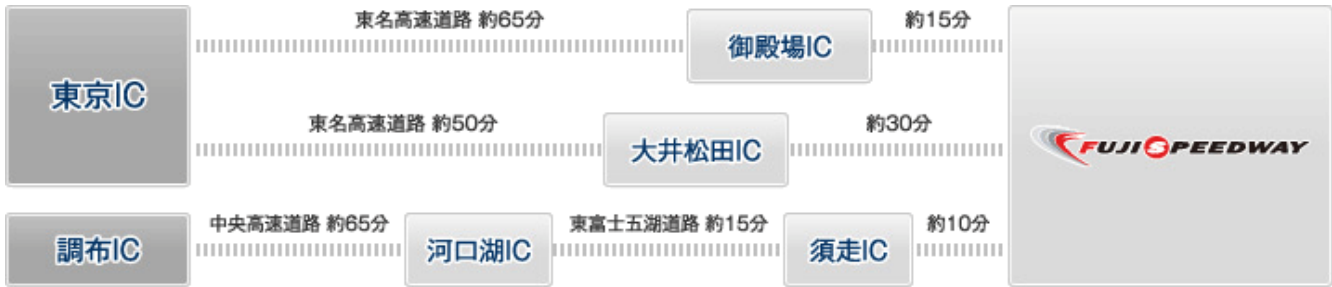 東名高速道路 約65分
御殿場IC
約15分
東京IC
東名高速道路 約50分
大井松田IC
約30分
FUJI SPEEDWAY
調布IC
中央高速道路 約65分
河口湖IC
東富士五湖道路 約15分
須走IC
約10分